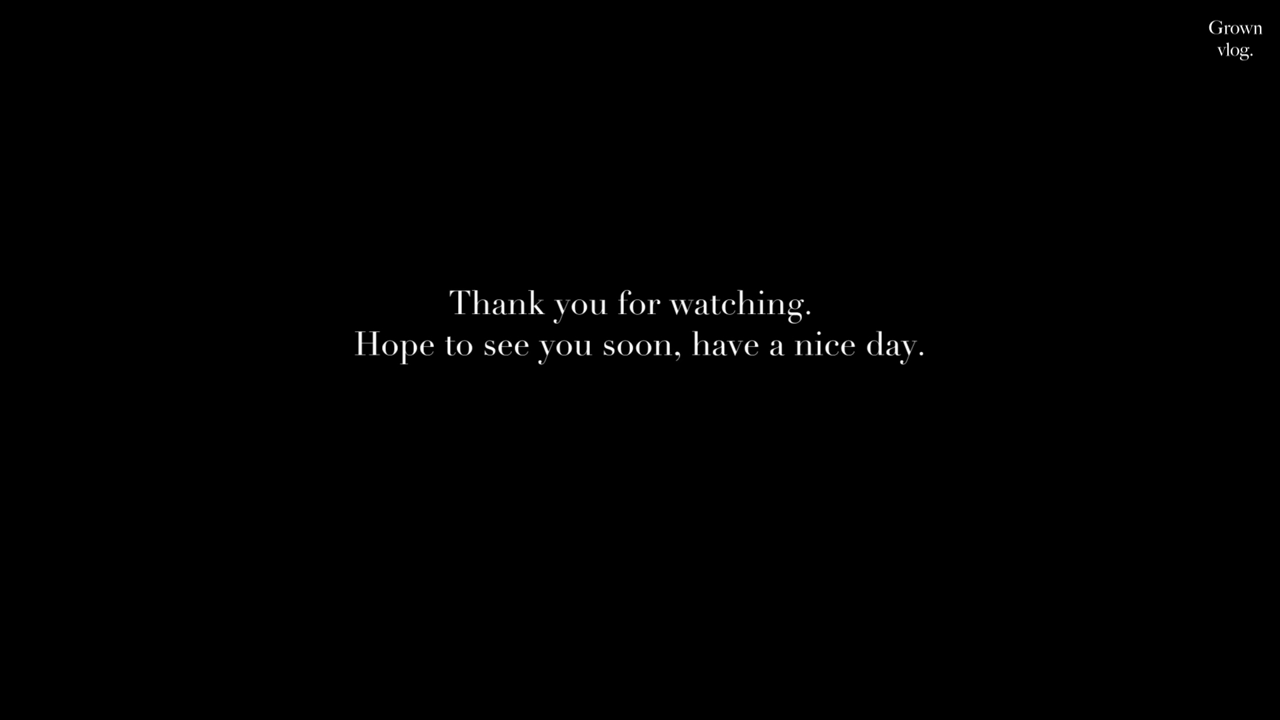 Grown
vlog.
Thank you for watching.
Hope to see you soon, have a nice day.